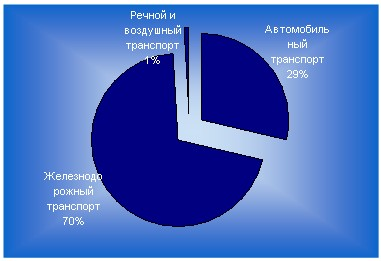 Речной и
воздушный
транспорт
1%
Автомобиль
ный
транспорт
29%
Железнодо
рожный
транспорт
70%